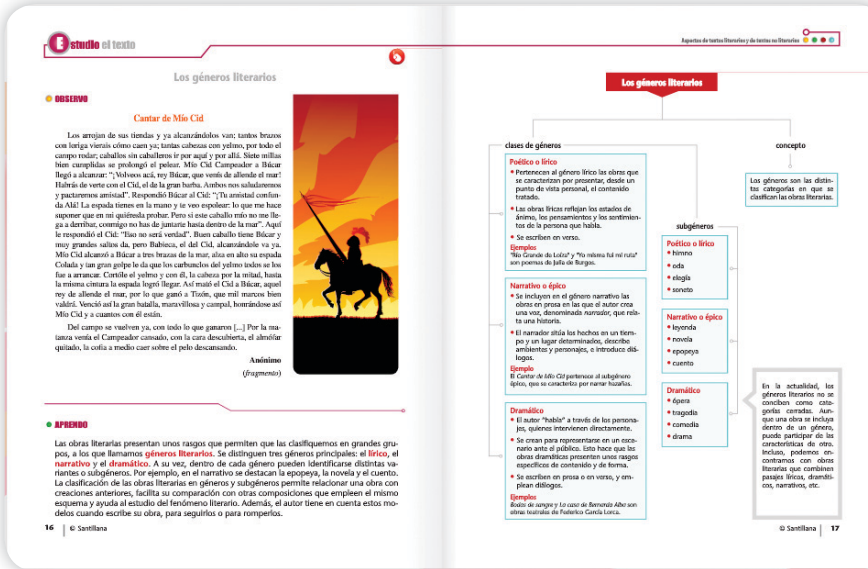 Estudio el texto
Los géneros literarios
OBSERVO
Cantar de Mío Cid
Los arrojan de sus tiendas y ya alcanzándolos van; tantos brazos
con loriga vierais cómo caen ya; tantas cabezas con yelmo, por todo el
campo rodar; caballos sin caballeros ir por aquí y por allá. Siete millas
bien cumplidas se prolongó el pelear. Mío Cid Campeador a Búcar
llegó a alcanzar: “¡Volveos acá, rey Búcar, que venís de allende el mar!
Habrás de verte con el Cid, el de la gran barba. Ambos nos saludaremos
y pactaremos amistad”. Respondió Búcar al Cid: “¡Tu amistad confun-
da Alá! La espada tienes en la mano y te veo espolear: lo que me hace
suponer que en mí quiéresla probar. Pero si este caballo mío no me lle-
ga a derribar, conmigo no has de juntarte hasta dentro de la mar”. Aquí
le respondió el Cid: “Eso no será verdad”. Buen caballo tiene Búcar y
muy grandes saltos da, pero Babieca, el del Cid, alcanzándole va ya.
Mío Cid alcanzó a Búcar a tres brazas de la mar, alza en alto su espada
Colada y tan gran golpe le da que los carbunclos del yelmo todos se los
fue a arrancar. Cortóle el yelmo y con él, la cabeza por la mitad, hasta
la misma cintura la espada logró llegar. Así mató el Cid a Búcar, aquel
rey de allende el mar, por lo que ganó a Tizón, que mil marcos bien
valdrá. Venció así la gran batalla, maravillosa y campal, honrándose así
Mío Cid y a cuantos con él están.
Del campo se vuelven ya, con todo lo que ganaron [...] Por la ma-
tanza venía el Campeador cansado, con la cara descubierta, el almófar
quitado, la cofia a medio caer sobre el pelo descansando.
Anónimo
(fragmento)
APRENDO
Las obras literarias presentan unos rasgos que permiten que las clasifiquemos en grandes gru-
pos, a los que llamamos géneros literarios. Se distinguen tres géneros principales: el lírico, el
narrativo y el dramático. A su vez, dentro de cada género pueden identificarse distintas va-
riantes o subgéneros. Por ejemplo, en el narrativo se destacan la epopeya, la novela y el cuento.
La clasificación de las obras literarias en géneros y subgéneros permite relacionar una obra con
creaciones anteriores, facilita su comparación con otras composiciones que empleen el mismo
esquema y ayuda al estudio del fenómeno literario. Además, el autor tiene en cuenta estos mo-
delos cuando escribe su obra, para seguirlos o para romperlos.
16 © Santillana
Aspectos de textos literarios y de textos no literarios
Los géneros literarios
clases de géneros
Poético o lírico
• Pertenecen al género lírico las obras que
se caracterizan por presentar, desde un
punto de vista personal, el contenido
tratado.
• Las obras líricas reflejan los estados de
ánimo, los pensamientos y los sentimien-
tos de la persona que habla.
• Se escriben en verso.
Ejemplos
“Río Grande de Loíza” y “Yo misma fui mi ruta”
son poemas de Julia de Burgos.
Narrativo o épico
• Se incluyen en el género narrativo las
obras en prosa en las que el autor crea
una voz, denominada narrador, que rela-
ta una historia.
• El narrador sitúa los hechos en un tiem-
po y un lugar determinados, describe
ambientes y personajes, e introduce diá-
logos.
Ejemplo
El Cantar de Mío Cid pertenece al subgénero
épico, que se caracteriza por narrar hazañas.
Dramático
• El autor “habla” a través de los persona-
jes, quienes intervienen directamente.
• Se crean para representarse en un esce-
nario ante el público. Esto hace que las
obras dramáticas presenten unos rasgos
específicos de contenido y de forma.
• Se escriben en prosa o en verso, y em-
plean diálogos.
Ejemplos
Bodas de sangre y La casa de Bernarda Alba son
obras teatrales de Federico García Lorca.
subgéneros
Poético o lírico
• himno
• oda
• elegía
• soneto
Narrativo o épico
• leyenda
• novela
• epopeya
• cuento
Dramático
• ópera
• tragedia
• comedia
• drama
concepto
Los géneros son las distin-
tas categorías en que se
clasifican las obras literarias.
En la actualidad, los
géneros literarios no se
conciben como cate-
gorías cerradas. Aun-
que una obra se incluya
dentro de un género,
puede participar de las
características de otro.
Incluso, podemos en-
contrarnos con obras
literarias que combinen
pasajes líricos, dramáti-
cos, narrativos, etc.
© Santillana 17